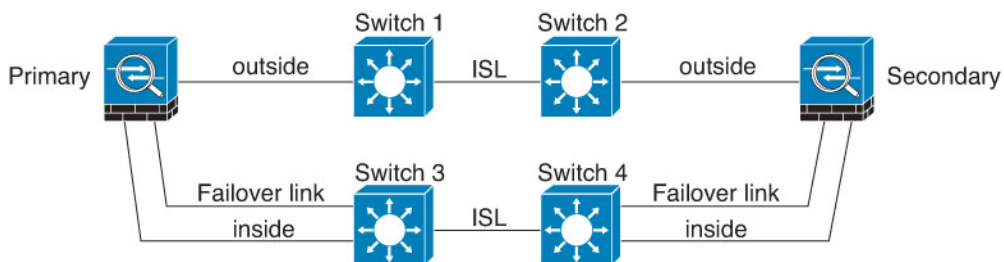 Switch 1
Switch 2
Primary
outside
ISL
outside
Secondary
Switch 3
Switch 4
Failover link
ISL
Failover link
inside
inside